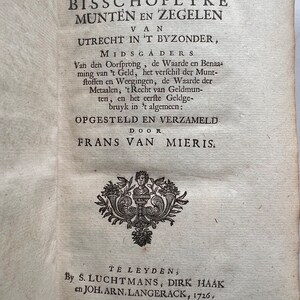 BISSCHOPLYKE
MUNTEN EN ZEGELEN
VAN
UTRECHT IN 'T BYZONDER,
MIDSGADERS
Van den Oorsprong, de Waarde en Benaa-
ming van 't Geld, het verschil der Munt-
stoffen en Weegingen, de Waarde der
Metaalen, 't Recht van Geldmun-
ten, en het eerste Geldge-
bruyk in 't algemeen:
OPGESTELD EN VERZAMELD
DOOR
FRANS VAN MIERIS.
TE LEYDEN,
By S. LUCHTMANS, DIRK HAAK
en JOH. ARN. LANGERACK, 1726.